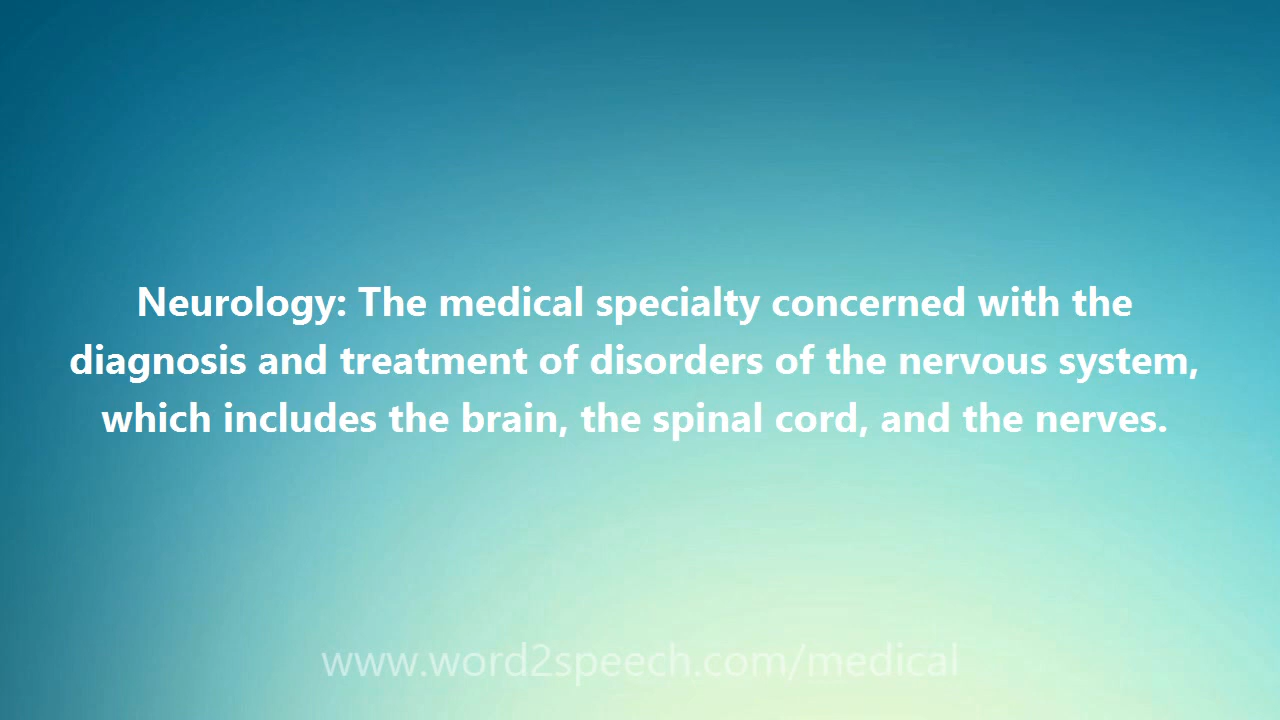 Neurology: The medical specialty concerned with the
diagnosis and treatment of disorders of the nervous system,
which includes the brain, the spinal cord, and the nerves.
www.word2speech.com/medical